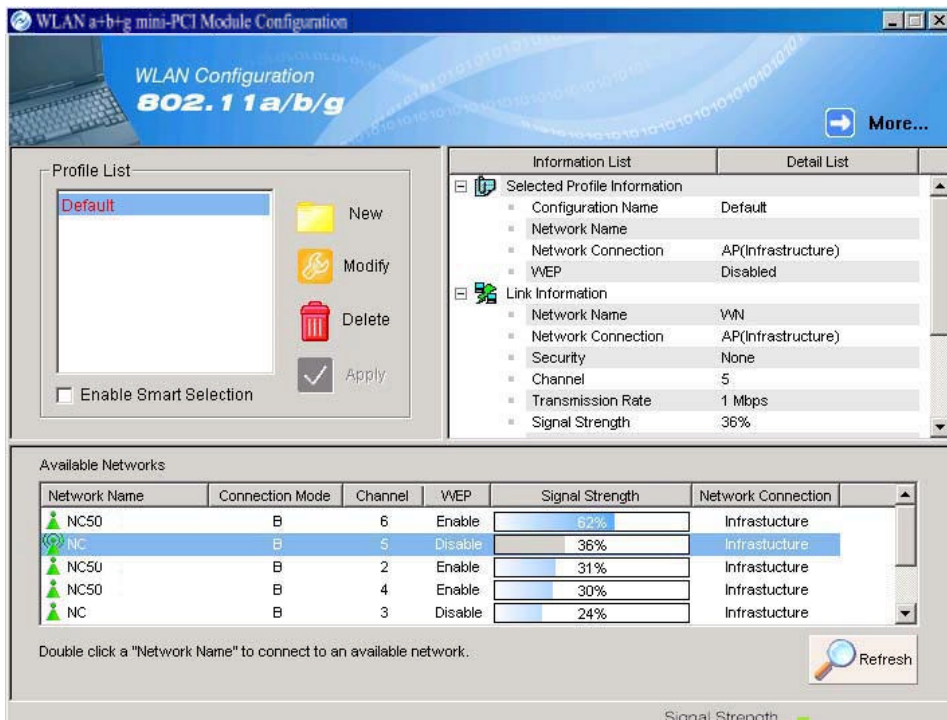 WLAN a+b+g mini-PCI Module Configuration
WLAN Configuration
802.11a/b/g
More...
Profile List
Default
New
Modify
Delete
Apply
Enable Smart Selection
Information List Detail List
Selected Profile Information
Configuration Name Default
Network Name
Network Connection AP(Infrastructure)
WEP Disabled
Link Information
Network Name WN
Network Connection AP(Infrastructure)
Security None
Channel 5
Transmission Rate 1 Mbps
Signal Strength 36%
Available Networks
Network Name Connection Mode Channel WEP Signal Strength Network Connection
NC50 B 6 Enable 62% Infrastucture
NC B 5 Disable 36% Infrastucture
NC50 B 2 Enable 31% Infrastucture
NC50 B 4 Enable 30% Infrastucture
NC B 3 Disable 24% Infrastucture
Double click a "Network Name" to connect to an available network.
Refresh
Signal Strength